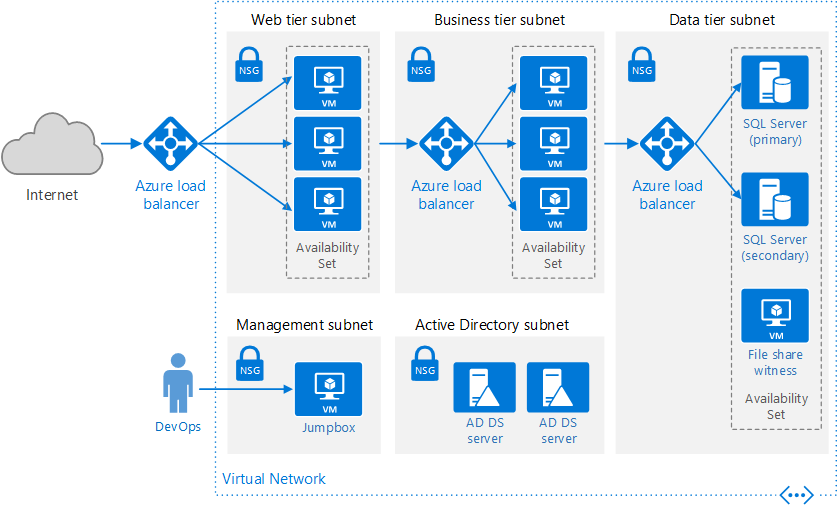 Web tier subnet
Business tier subnet
Data tier subnet
NSG
VM
VM
VM
Availability
Set
NSG
VM
VM
VM
Availability
Set
NSG
SQL Server
(primary)
SQL Server
(secondary)
VM
File share
witness
Availability
Set
Internet
Azure load
balancer
Azure load
balancer
Azure load
balancer
Management subnet
NSG
VM
Jumpbox
DevOps
Active Directory subnet
NSG
AD DS
server
AD DS
server
Virtual Network